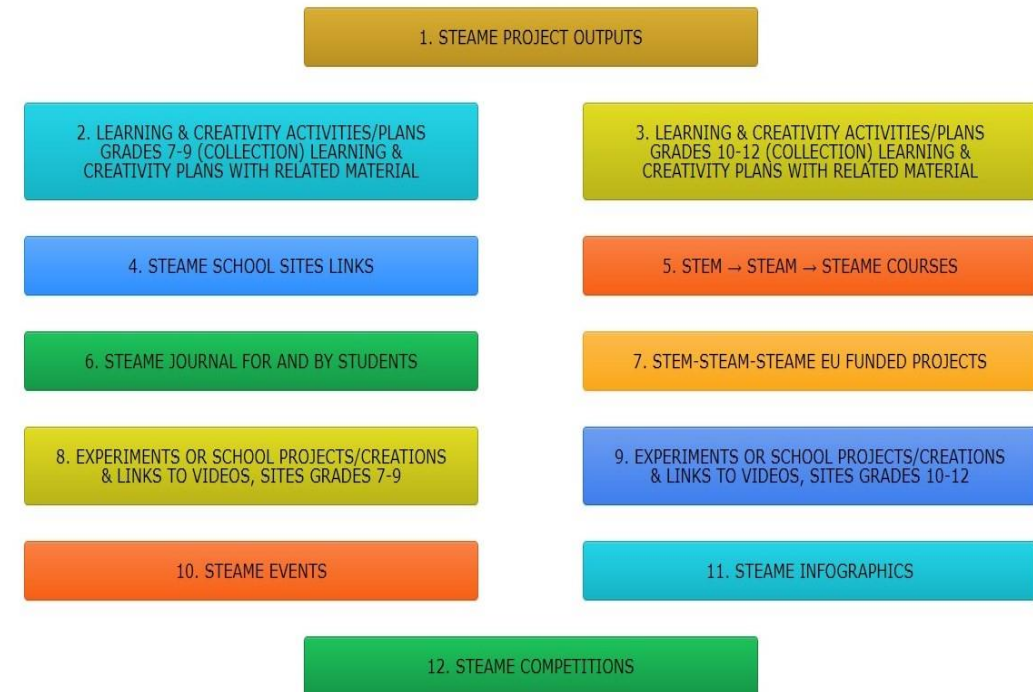 1. STEAME PROJECT OUTPUTS
2. LEARNING & CREATIVITY ACTIVITIES/PLANS
GRADES 7-9 (COLLECTION) LEARNING &
CREATIVITY PLANS WITH RELATED MATERIAL
3. LEARNING & CREATIVITY ACTIVITIES/PLANS
GRADES 10-12 (COLLECTION) LEARNING &
CREATIVITY PLANS WITH RELATED MATERIAL
4. STEAME SCHOOL SITES LINKS
5. STEM → STEAM → STEAME COURSES
6. STEAME JOURNAL FOR AND BY STUDENTS
7. STEM-STEAM-STEAME EU FUNDED PROJECTS
8. EXPERIMENTS OR SCHOOL PROJECTS/CREATIONS
& LINKS TO VIDEOS, SITES GRADES 7-9
9. EXPERIMENTS OR SCHOOL PROJECTS/CREATIONS
& LINKS TO VIDEOS, SITES GRADES 10-12
10. STEAME EVENTS
11. STEAME INFOGRAPHICS
12. STEAME COMPETITIONS